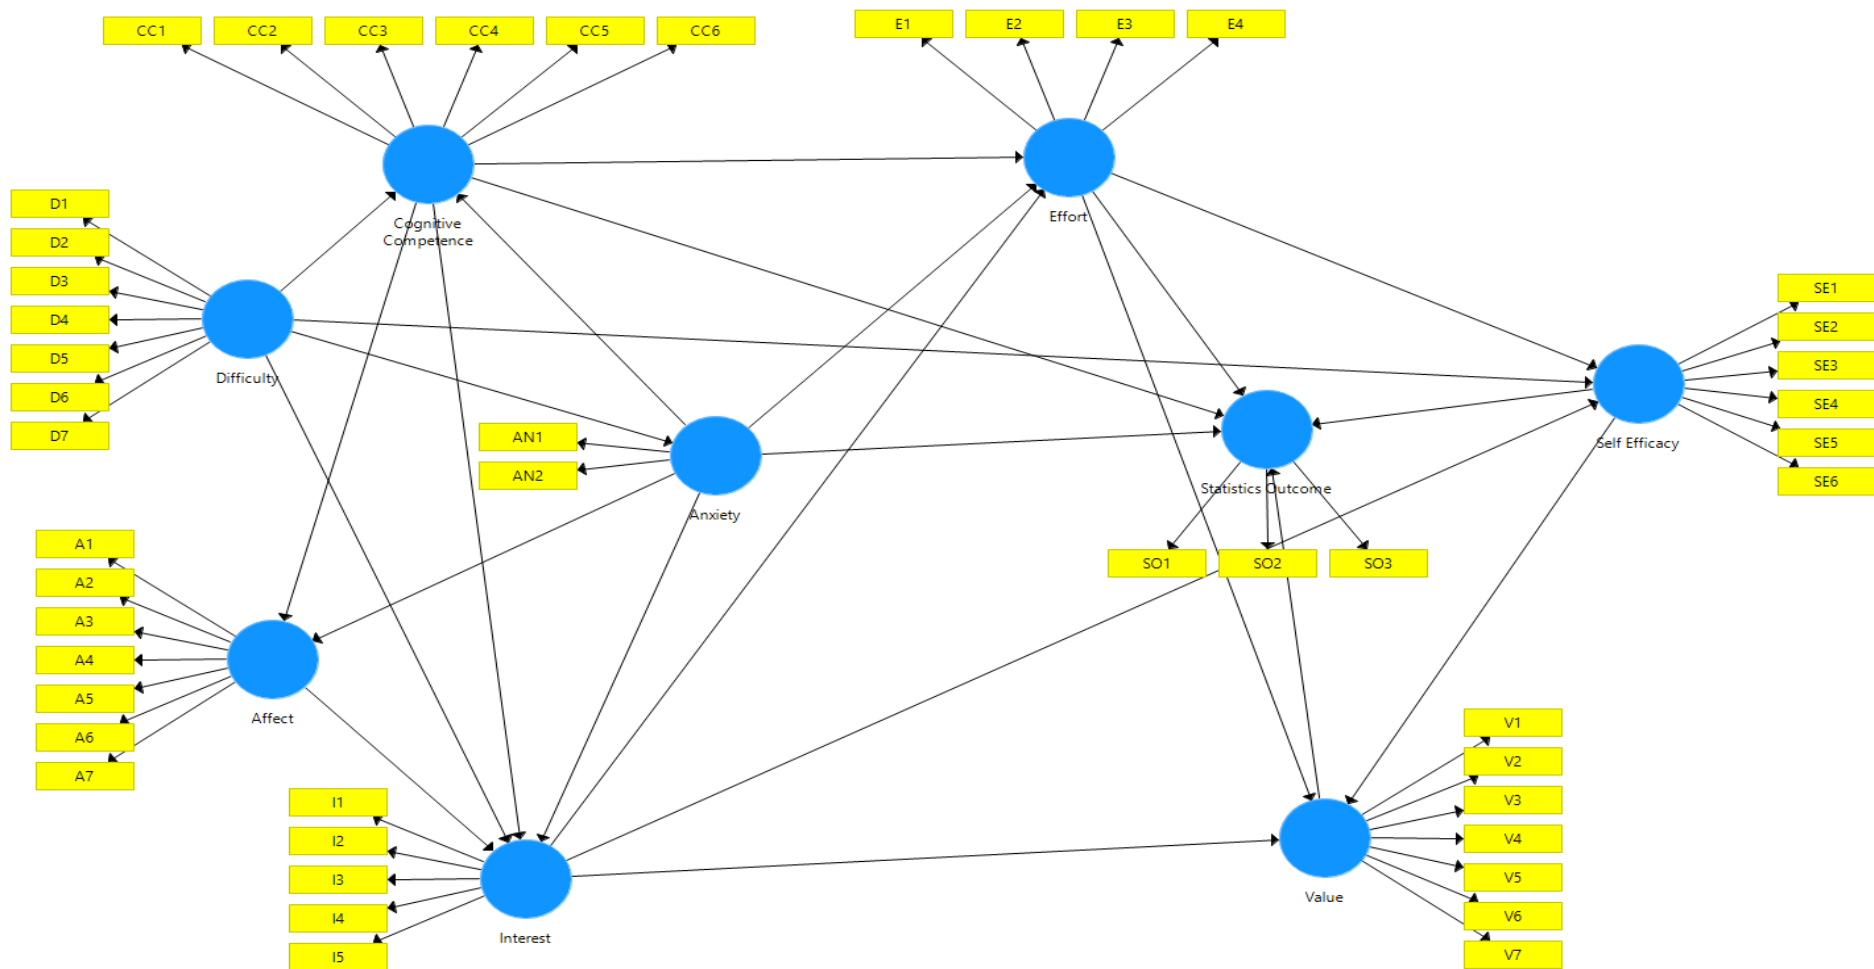 CC1
CC2
CC3
CC4
CC5
CC6
E1
E2
E3
E4
Cognitive
Competence
Effort
D1
D2
D3
D4
D5
D6
D7
Difficulty
SE1
SE2
SE3
SE4
SE5
SE6
Self Efficacy
AN1
AN2
Anxiety
Statistics Outcome
SO1
SO2
SO3
A1
A2
A3
A4
A5
A6
A7
Affect
I1
I2
I3
I4
I5
Interest
V1
V2
V3
V4
V5
V6
V7
Value